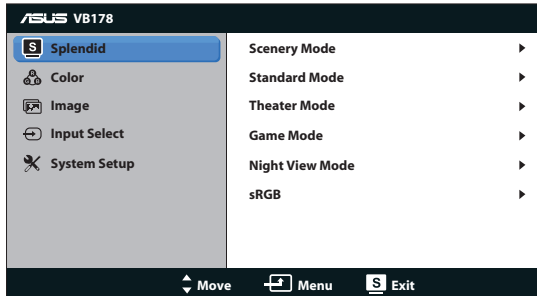 ASUS VB178
S Splendid
Color
Image
Input Select
System Setup
Scenery Mode
Standard Mode
Theater Mode
Game Mode
Night View Mode
sRGB
Move Menu S Exit